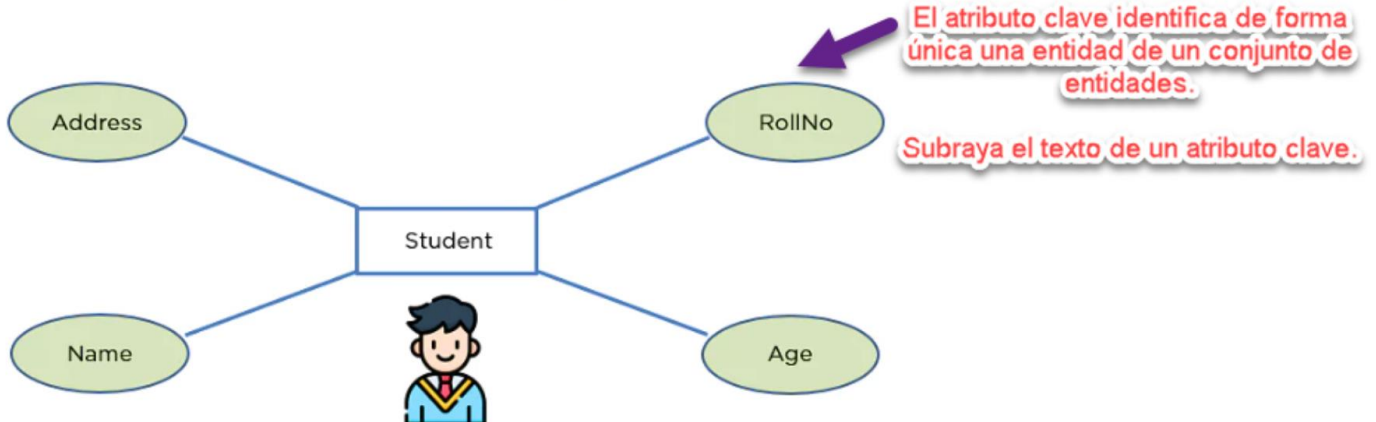 El atributo clave identifica de forma
única una entidad de un conjunto de
entidades.
Address
RollNo
Subraya el texto de un atributo clave.
Student
Name
Age